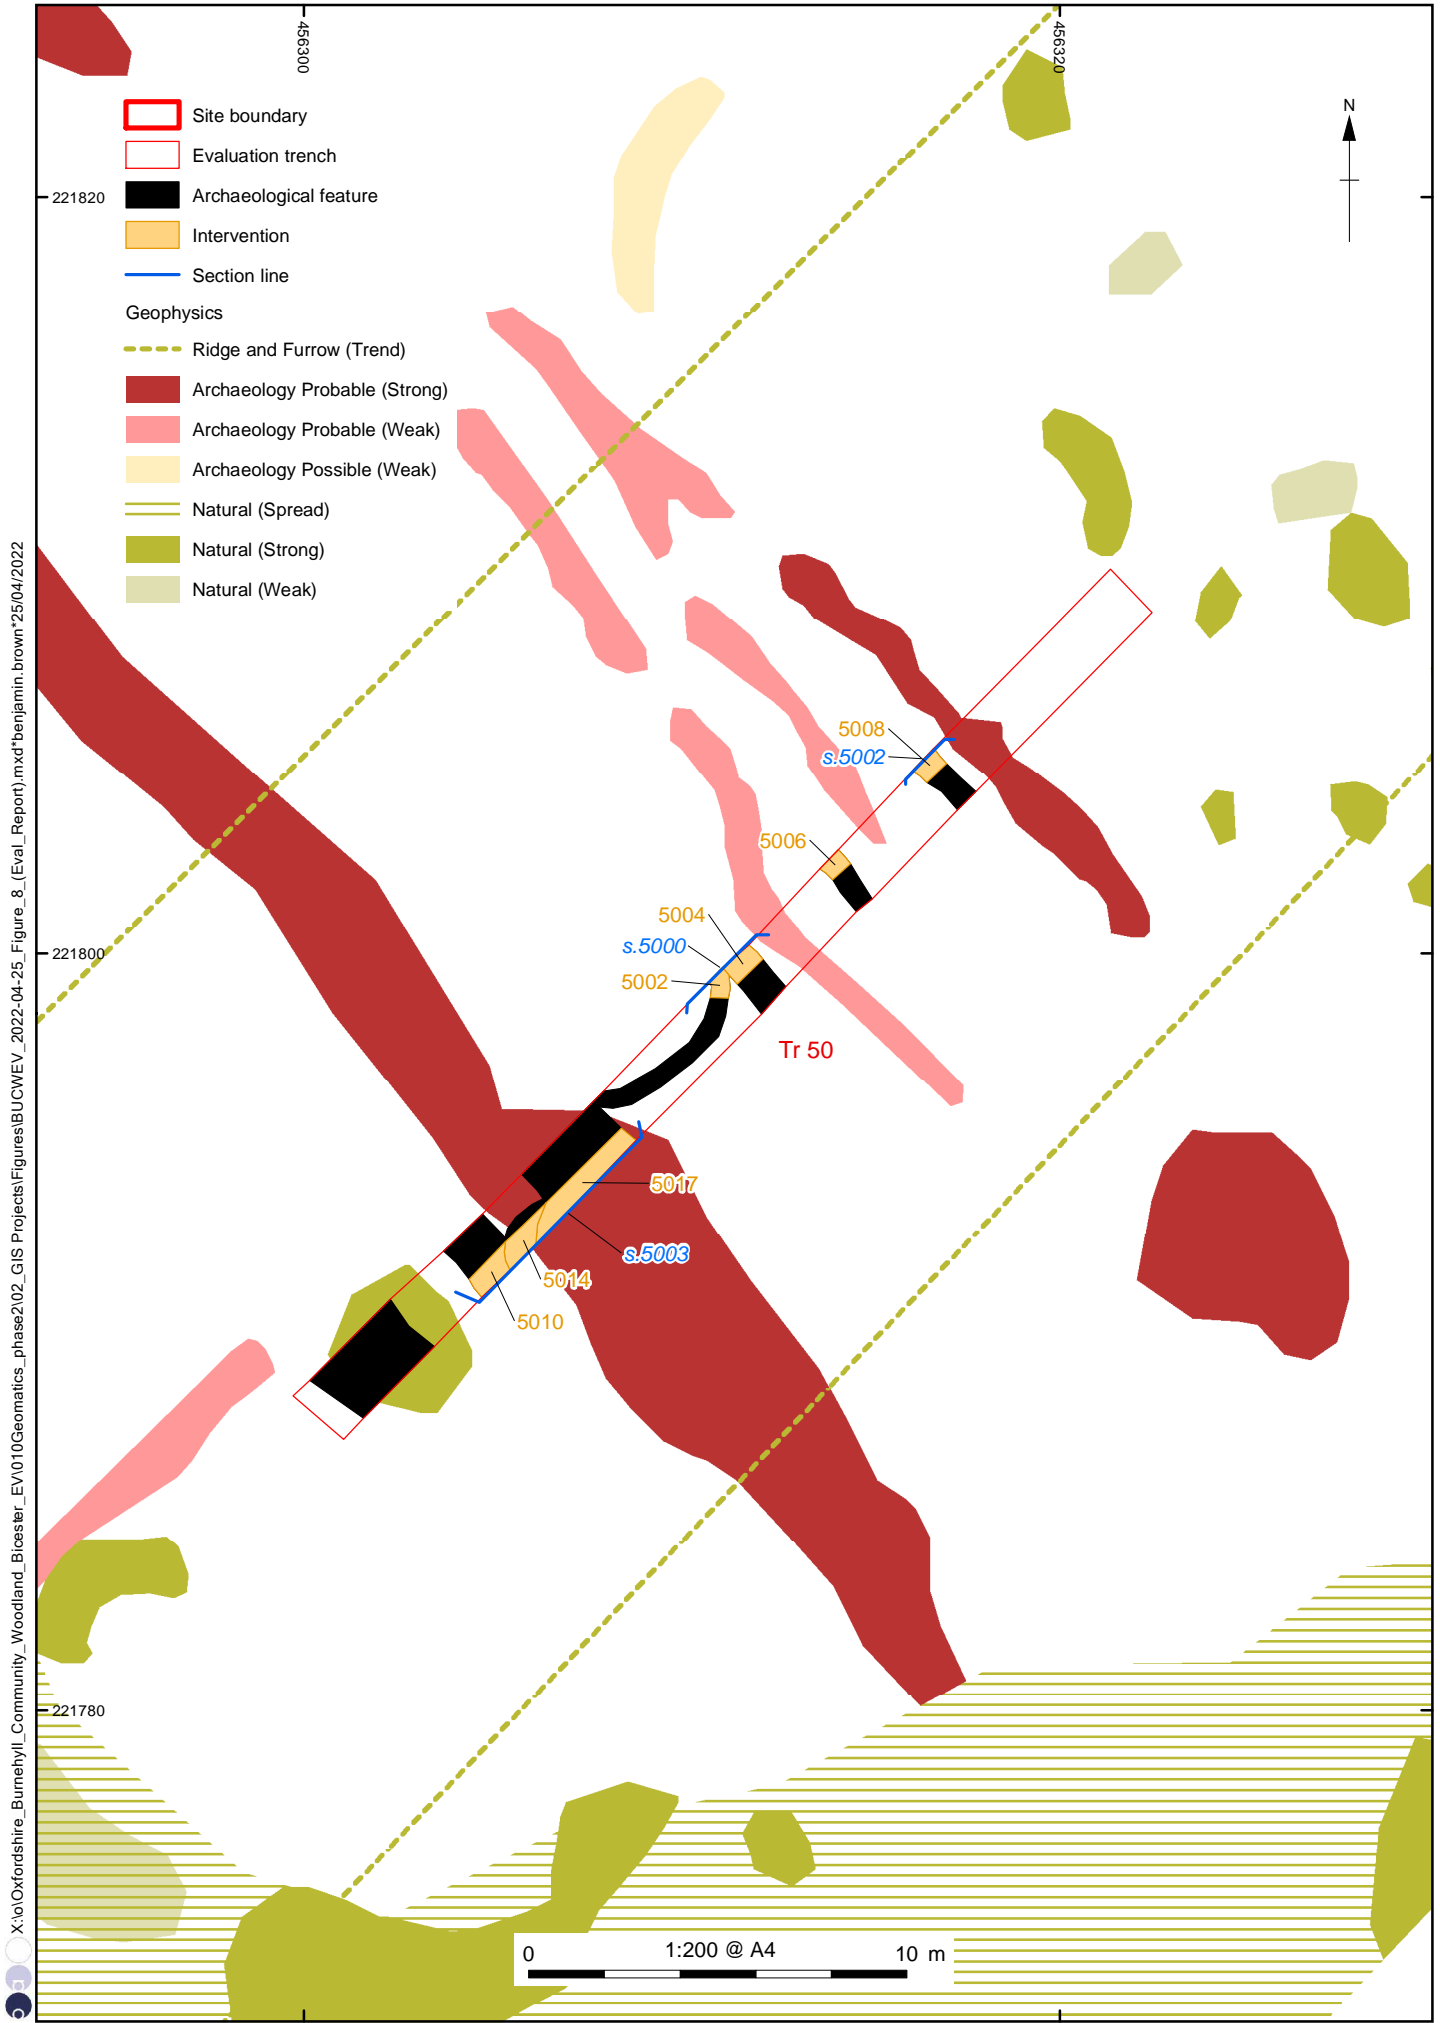 456300
456320
N
Site boundary
Evaluation trench
221820
Archaeological feature
Intervention
Section line
Geophysics
Ridge and Furrow (Trend)
Archaeology Probable (Strong)
Archaeology Probable (Weak)
Archaeology Possible (Weak)
Natural (Spread)
Natural (Strong)
Natural (Weak)
5008
s.5002
5006
5004
s.5000
5002
221800
Tr 50
5017
s.5003
5014
5010
221780
0 1:200 @ A4 10 m
X:\o\Oxfordshire_Burnehyll_Community_Woodland_Bicester_EV\010Geomatics_phase2\02_GIS Projects\Figures\BUCWEV_2022-04-25_Figure_8_(Eval_Report).mxd*benjamin.brown*25/04/2022